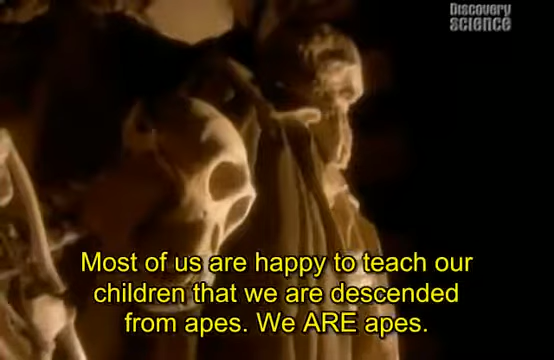 Discovery
SCIENCE
Most of us are happy to teach our
children that we are descended
from apes. We ARE apes.